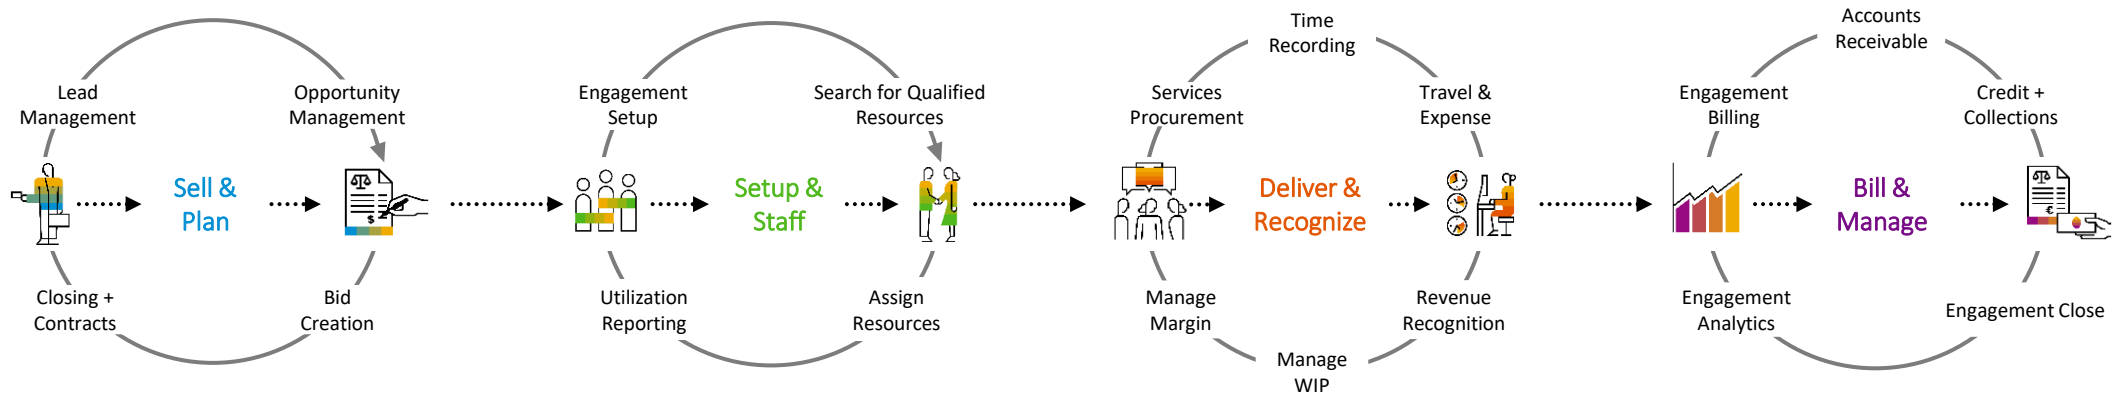 Lead
Management
Opportunity
Management
Sell &
Plan
$
Closing +
Contracts
Bid
Creation
Engagement
Setup
Search for Qualified
Resources
Setup &
Staff
Utilization
Reporting
Assign
Resources
Time
Recording
Services
Procurement
Travel &
Expense
Deliver &
Recognize
Manage
Margin
Revenue
Recognition
Manage
WIP
Accounts
Receivable
Engagement
Billing
Credit +
Collections
Bill &
Manage
€
Engagement
Analytics
Engagement Close